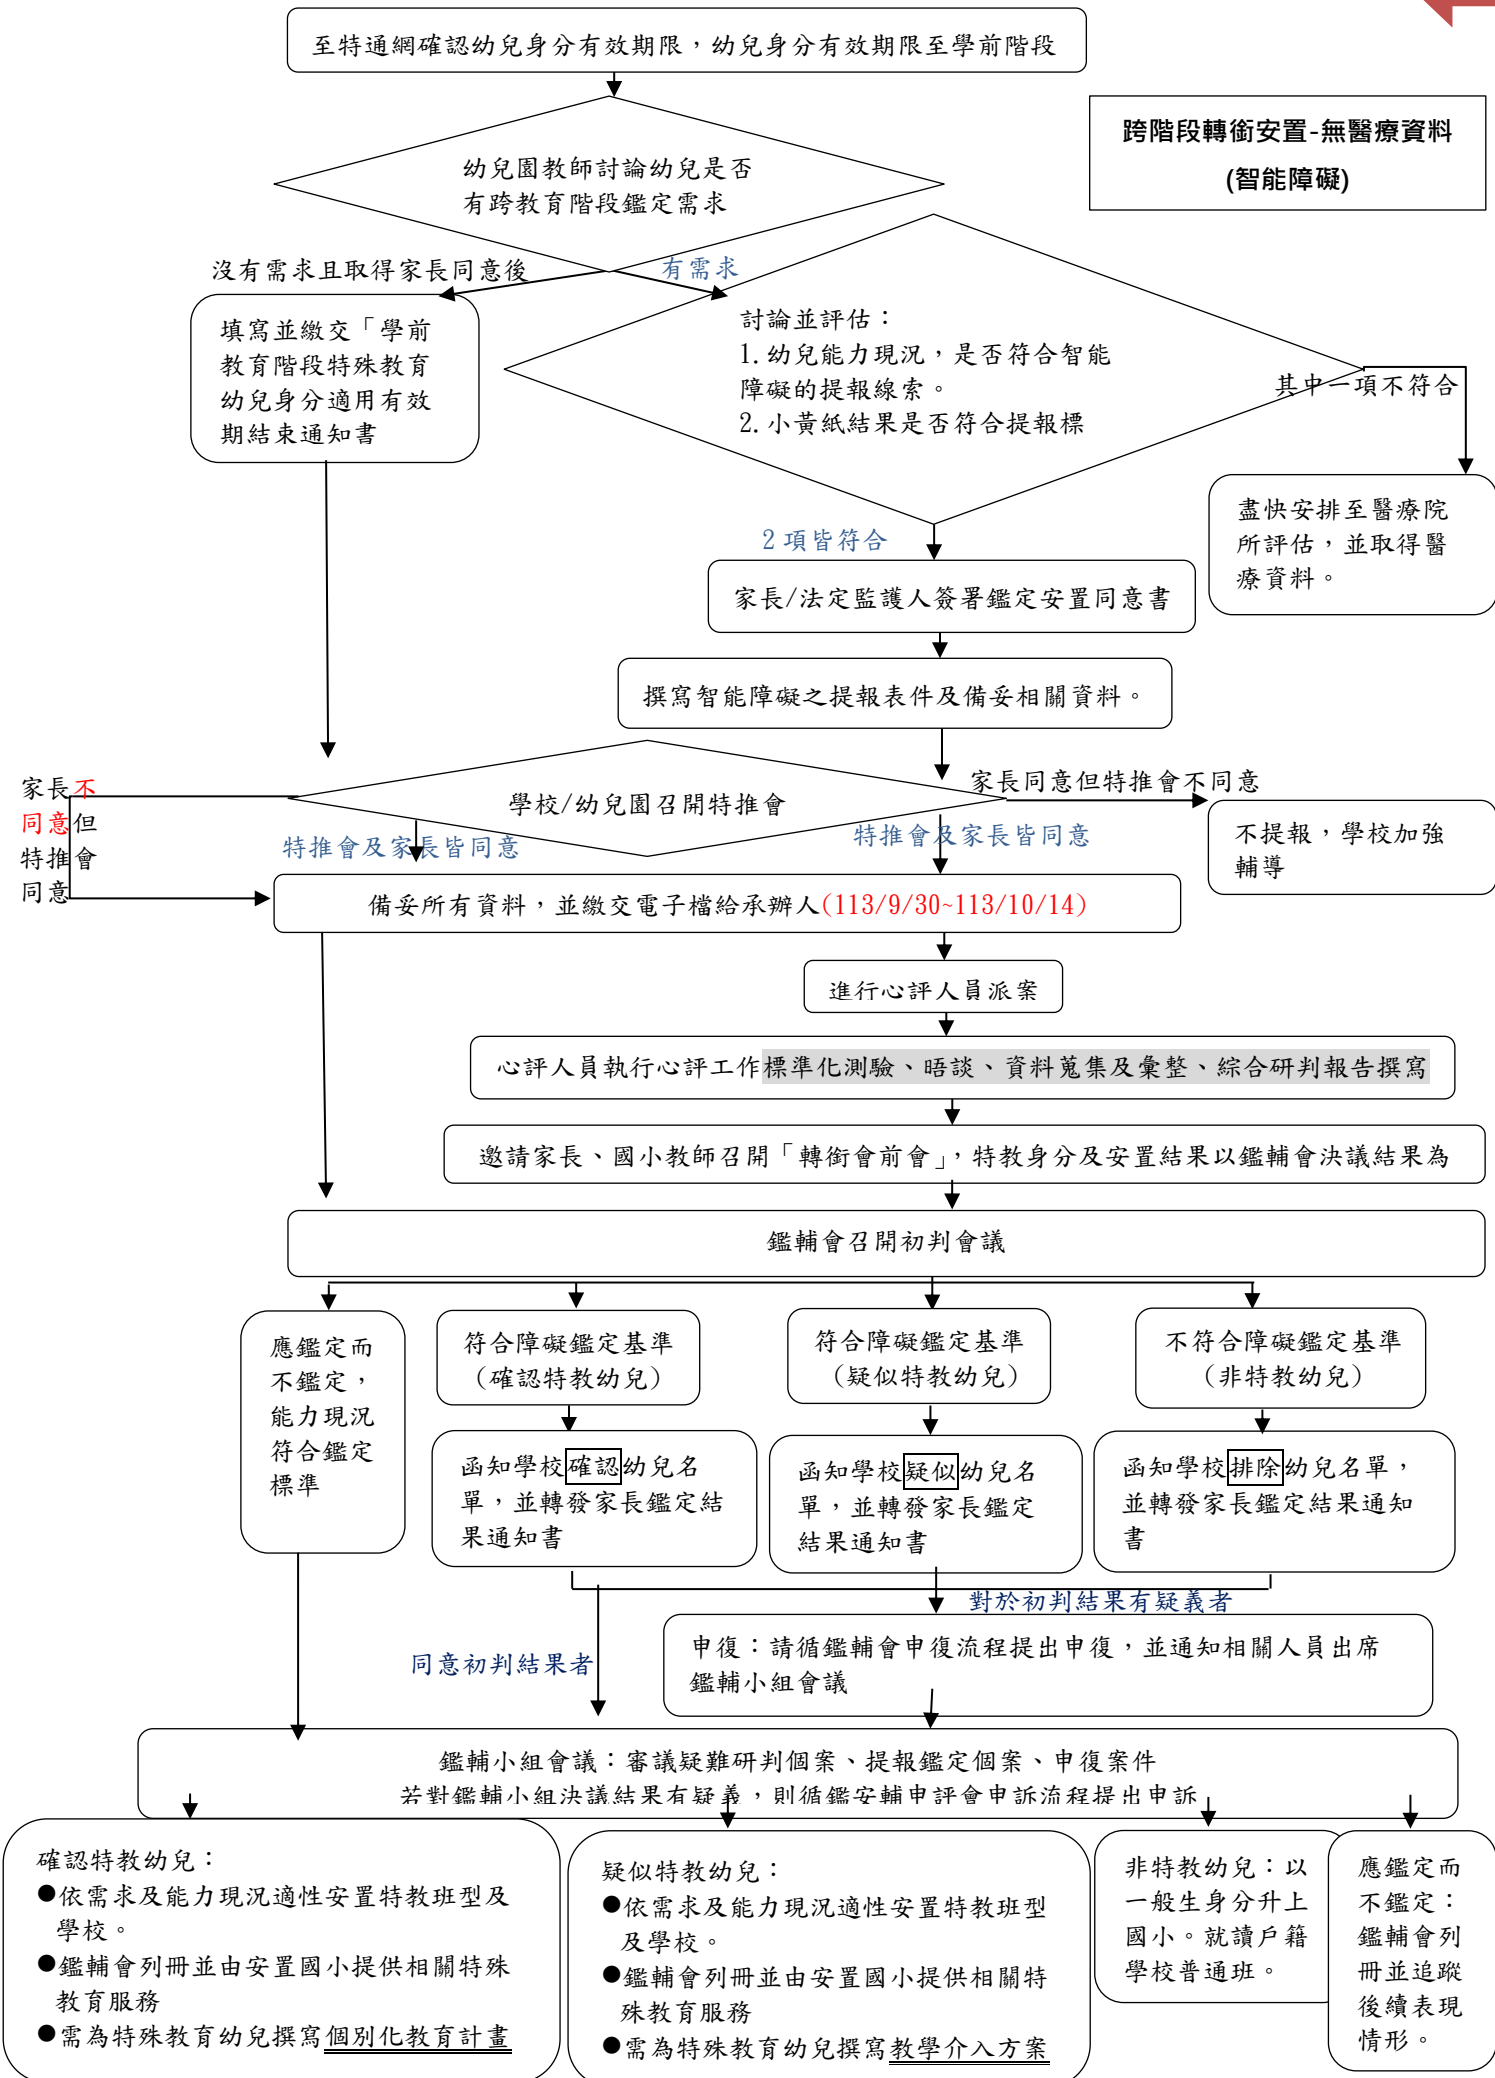 至特通網確認幼兒身分有效期限，幼兒身分有效期限至學前階段
跨階段轉銜安置-無醫療資料
(智能障礙)
幼兒園教師討論幼兒是否
有跨教育階段鑑定需求
沒有需求且取得家長同意後
有需求
填寫並繳交「學前
教育階段特殊教育
幼兒身分適用有效
期結束通知書
討論並評估：
1.幼兒能力現況，是否符合智能
障礙的提報線索。
2.小黃紙結果是否符合提報標
其中一項不符合
盡快安排至醫療院
所評估，並取得醫
療資料。
2項皆符合
家長/法定監護人簽署鑑定安置同意書
撰寫智能障礙之提報表件及備妥相關資料。
家長不
同意但
特推會
同意
學校/幼兒園召開特推會
家長同意但特推會不同意
不提報，學校加強
輔導
特推會及家長皆同意
特推會及家長皆同意
備妥所有資料，並繳交電子檔給承辦人(113/9/30~113/10/14)
進行心評人員派案
心評人員執行心評工作標準化測驗、晤談、資料蒐集及彙整、綜合研判報告撰寫
邀請家長、國小教師召開「轉銜會前會」，特教身分及安置結果以鑑輔會決議結果為
鑑輔會召開初判會議
應鑑定而
不鑑定，
能力現況
符合鑑定
標準
符合障礙鑑定基準
(確認特教幼兒)
符合障礙鑑定基準
(疑似特教幼兒)
不符合障礙鑑定基準
(非特教幼兒)
函知學校確認幼兒名
單，並轉發家長鑑定結
果通知書
函知學校疑似幼兒名
單，並轉發家長鑑定
結果通知書
函知學校排除幼兒名單，
並轉發家長鑑定結果通知
書
對於初判結果有疑義者
同意初判結果者
申復：請循鑑輔會申復流程提出申復，並通知相關人員出席
鑑輔小組會議
鑑輔小組會議：審議疑難研判個案、提報鑑定個案、申復案件
若對鑑輔小組決議結果有疑義，則循鑑安輔申評會申訴流程提出申訴
確認特教幼兒：
●依需求及能力現況適性安置特教班型及
學校。
●鑑輔會列冊並由安置國小提供相關特殊
教育服務
●需為特殊教育幼兒撰寫個別化教育計畫
疑似特教幼兒：
●依需求及能力現況適性安置特教班型
及學校。
●鑑輔會列冊並由安置國小提供相關特
殊教育服務
●需為特殊教育幼兒撰寫教學介入方案
非特教幼兒：以
一般生身分升上
國小。就讀戶籍
學校普通班。
應鑑定而
不鑑定：
鑑輔會列
冊並追蹤
後續表現
情形。